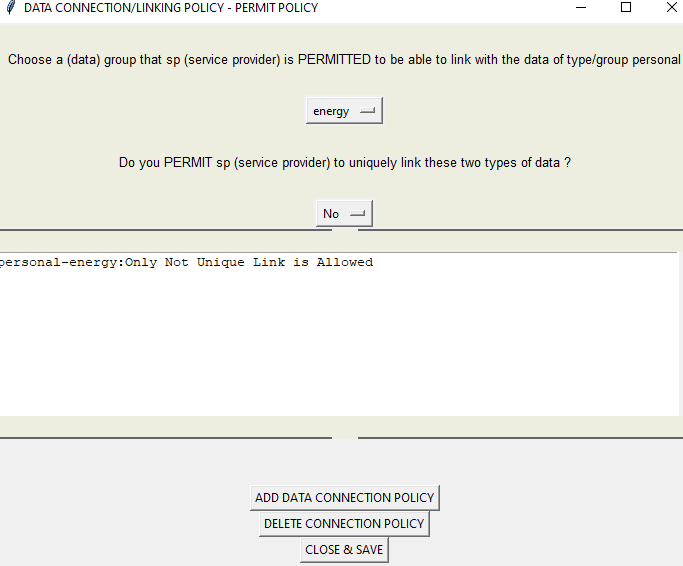 DATA CONNECTION/LINKING POLICY - PERMIT POLICY
Choose a (data) group that sp (service provider) is PERMITTED to be able to link with the data of type/group personal
energy
Do you PERMIT sp (service provider) to uniquely link these two types of data ?
No
personal-energy:Only Not Unique Link is Allowed
ADD DATA CONNECTION POLICY
DELETE CONNECTION POLICY
CLOSE & SAVE